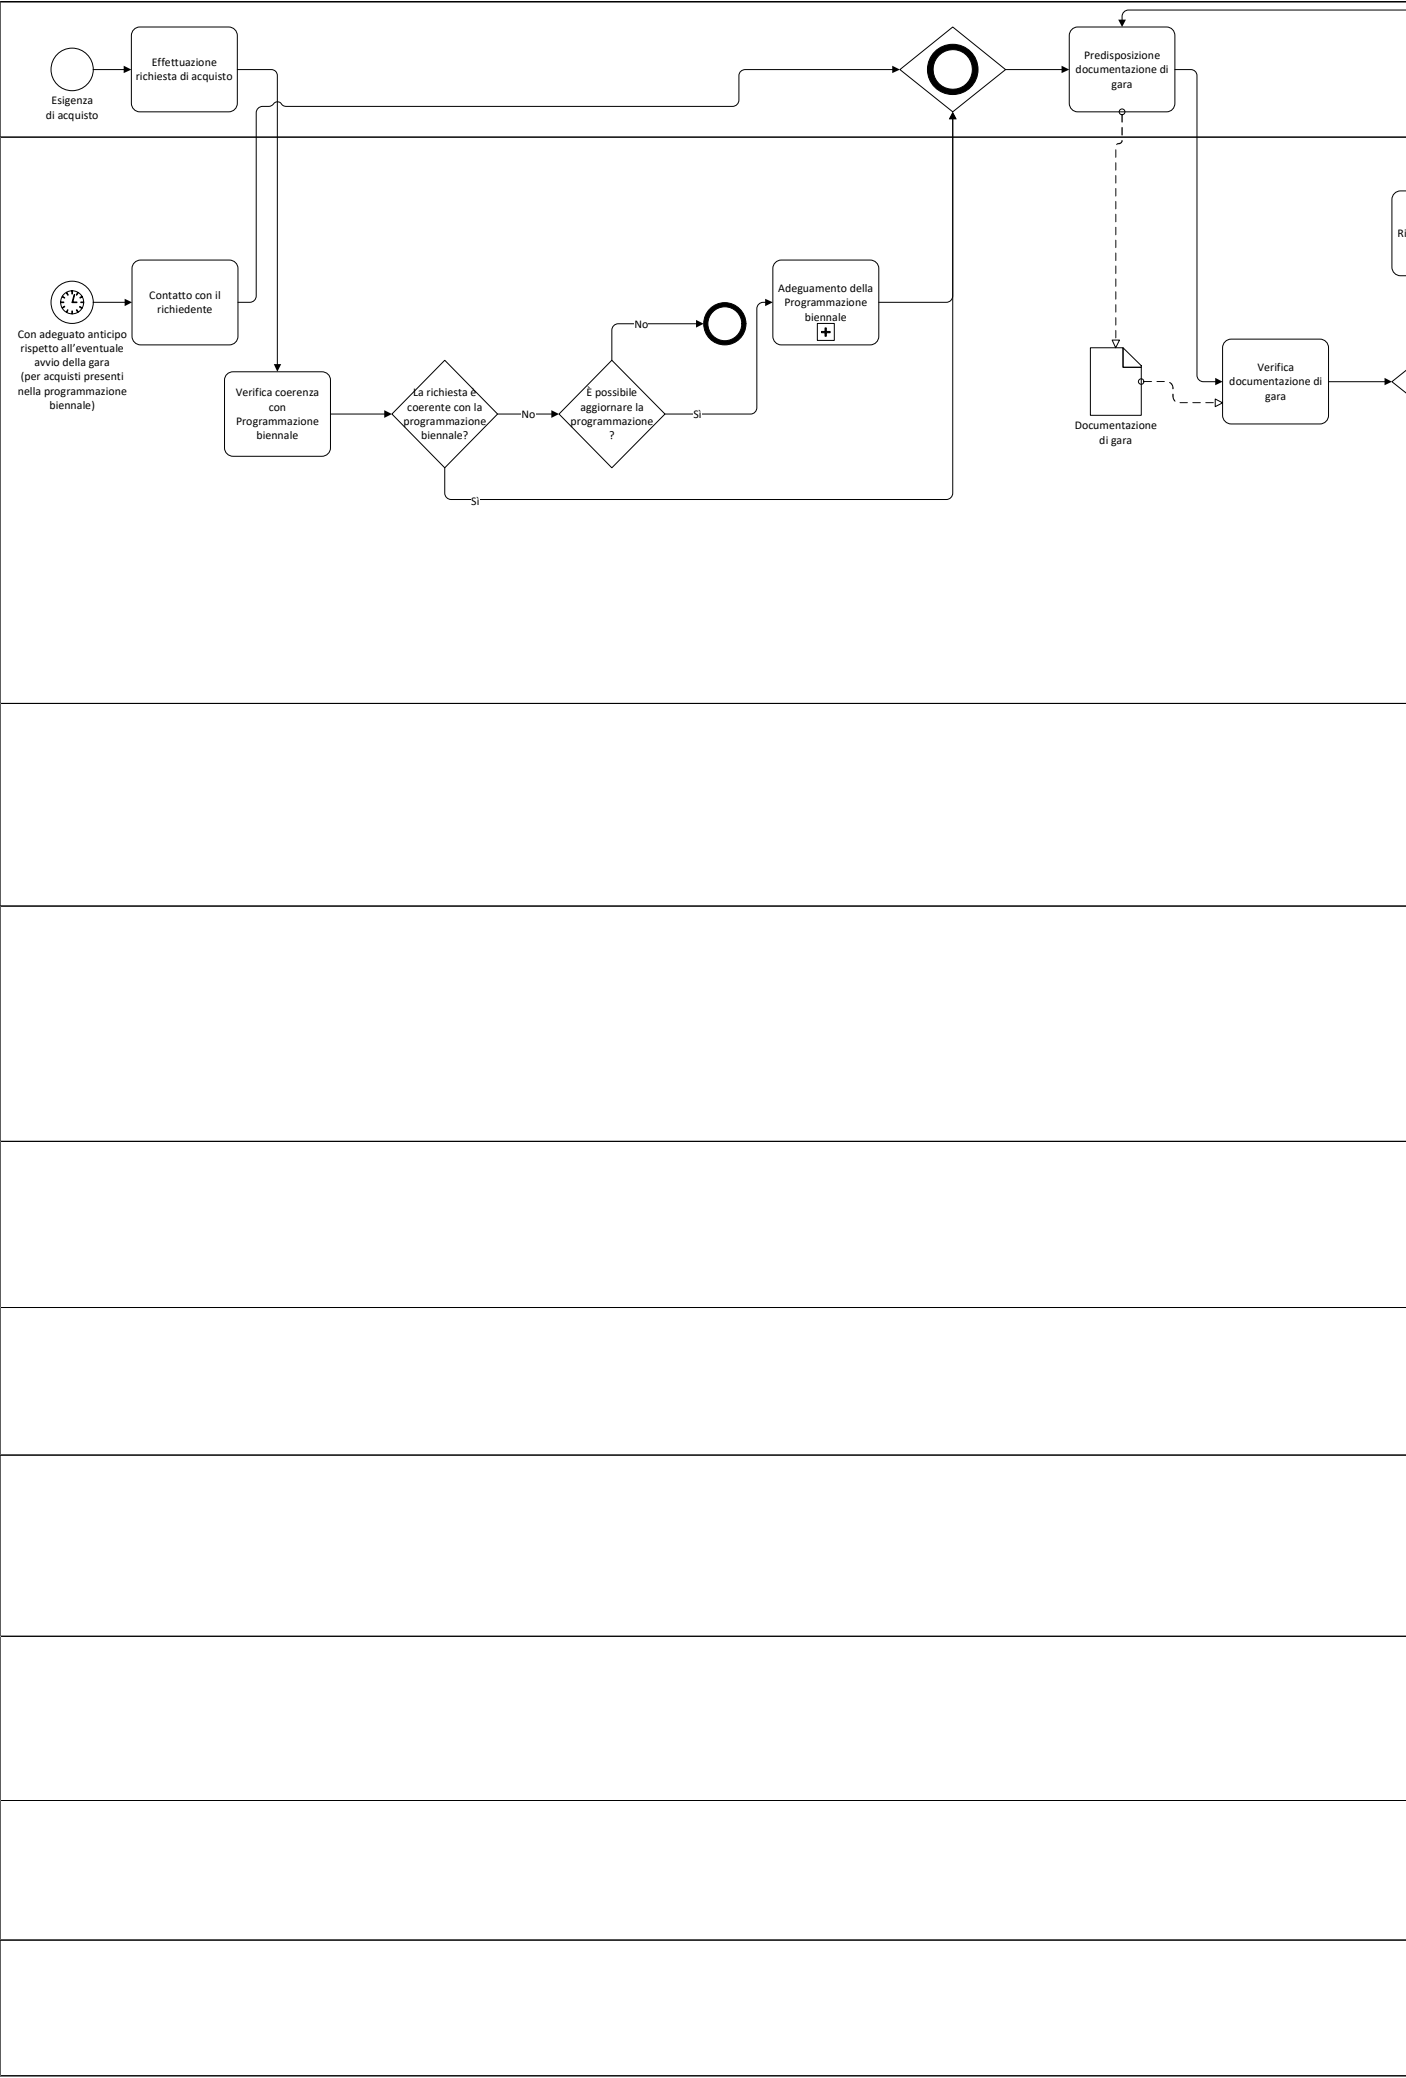 Effettuazione
richiesta di acquisto
Esigenza
di acquisto
Predisposizione
documentazione di
gara
Contatto con il
richiedente
Con adeguato anticipo
rispetto all’eventuale
avvio della gara
(per acquisti presenti
nella programmazione
biennale)
Verifica coerenza
con
Programmazione
biennale
La richiesta è
coerente con la
programmazione
biennale?
No
Sì
È possibile
aggiornare la
programmazione
?
No
Sì
Adeguamento della
Programmazione
biennale
Documentazione
di gara
Verifica
documentazione di
gara
Ri